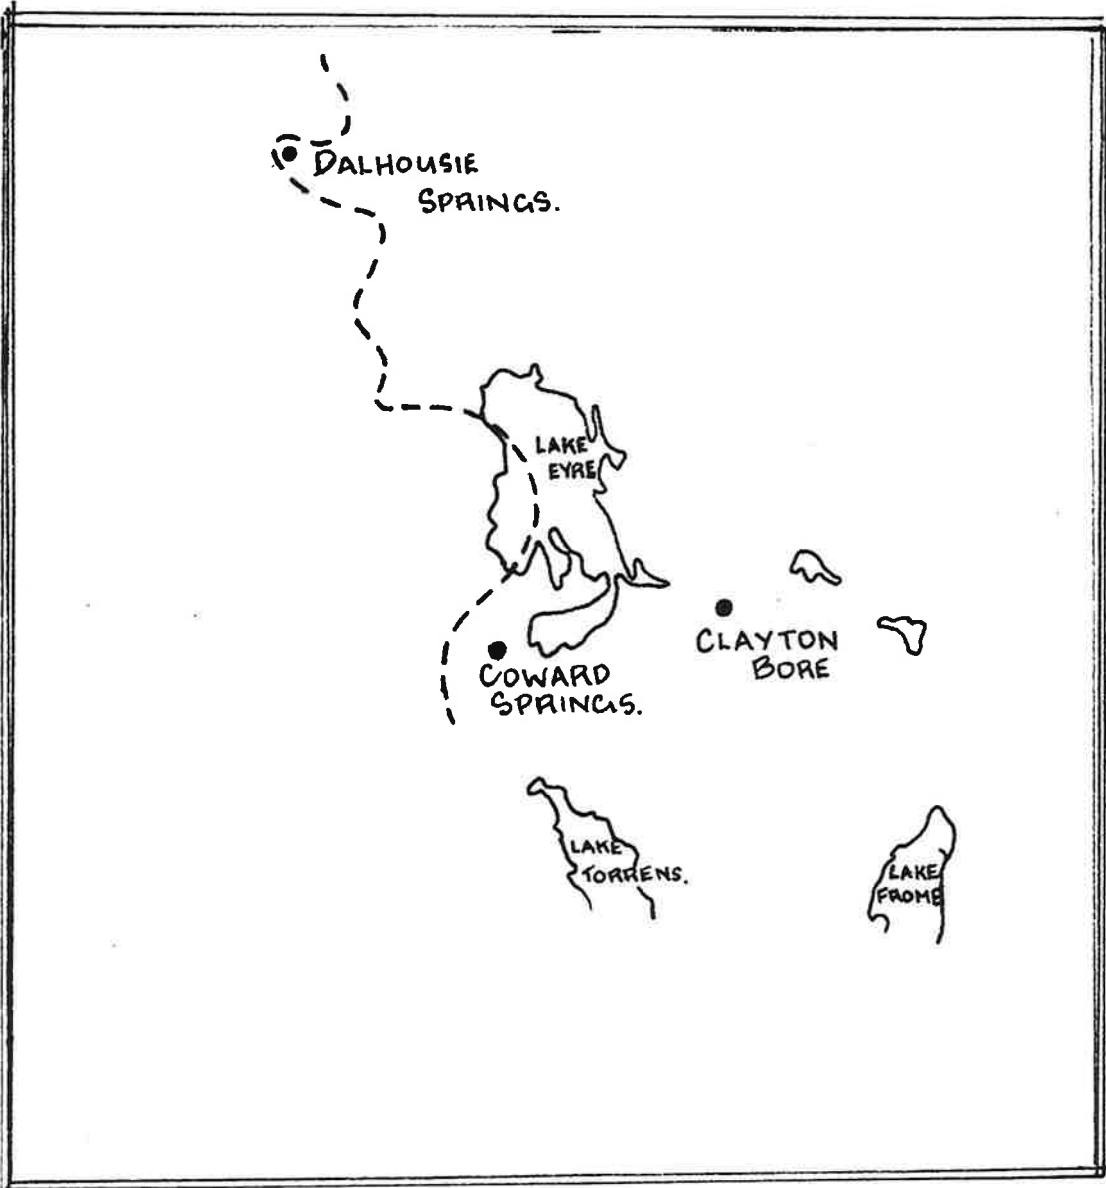 DALHOUSIE
SPRINGS.
LAKE
EYRE
CLAYTON
BORE
COWARD
SPRINGS.
LAKE
TORRENS.
LAKE
FROME